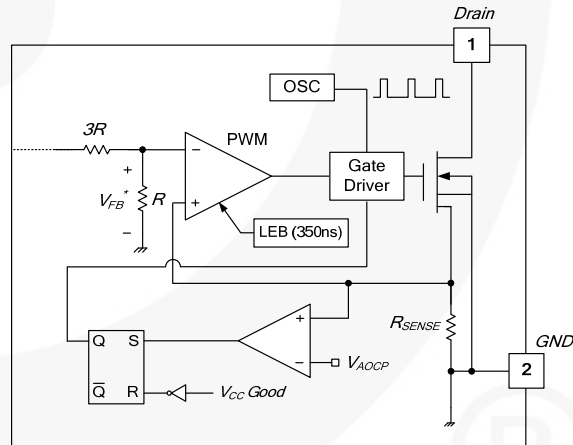 Drain
1
OSC
3R
PWM
−
+
Gate
Driver
+
V_FB*
−
R
LEB (350ns)
R_SENSE
GND
2
+
−
V_AOCP
Q
S
Q̅
R
V_CC Good
R